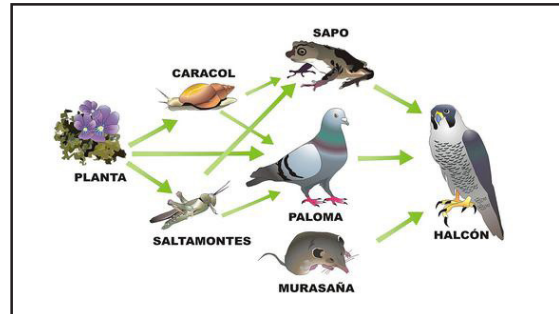 SAPO
CARACOL
PLANTA
PALOMA
SALTAMONTES
HALCÓN
MURASAÑA